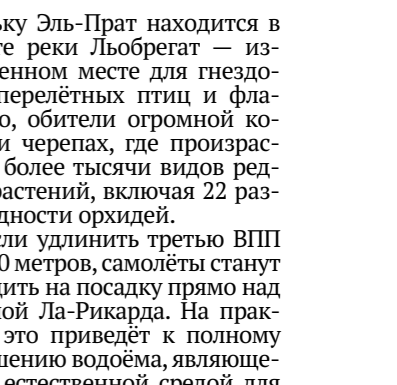 ьку Эль-Прат находится в
те реки Льобрегат — из-
енном месте для гнездо-
перелётных птиц и фла-
о, обители огромной ко-
и черепах, где произрас-
более тысячи видов ред-
растений, включая 22 раз-
дности орхидей.
сли удлинить третью ВПП
0 метров, самолёты станут
дить на посадку прямо над
ной Ла-Рикарда. На прак-
это приведёт к полному
шению водоёма, являюще-
естественной средой для